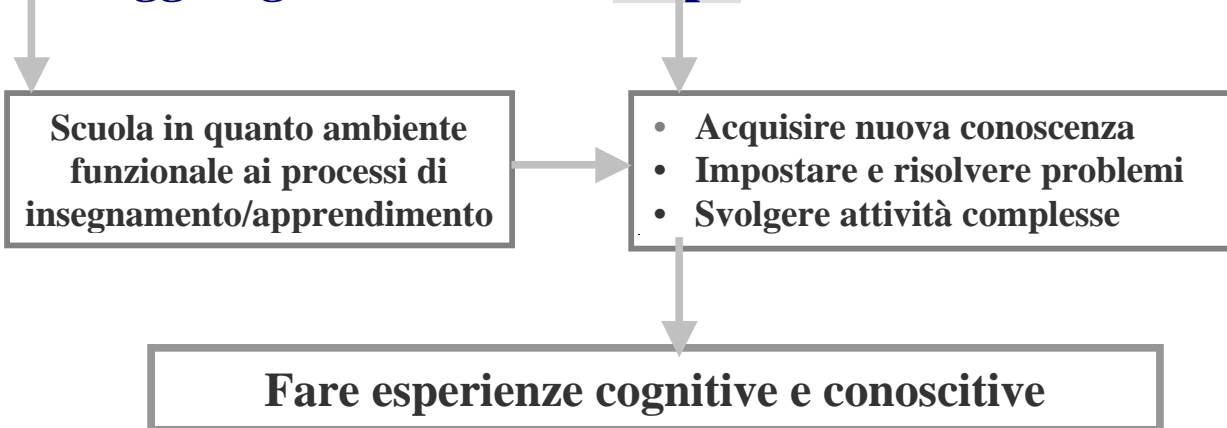 Scuola in quanto ambiente
funzionale ai processi di
insegnamento/apprendimento
• Acquisire nuova conoscenza
• Impostare e risolvere problemi
• Svolgere attività complesse
Fare esperienze cognitive e conoscitive